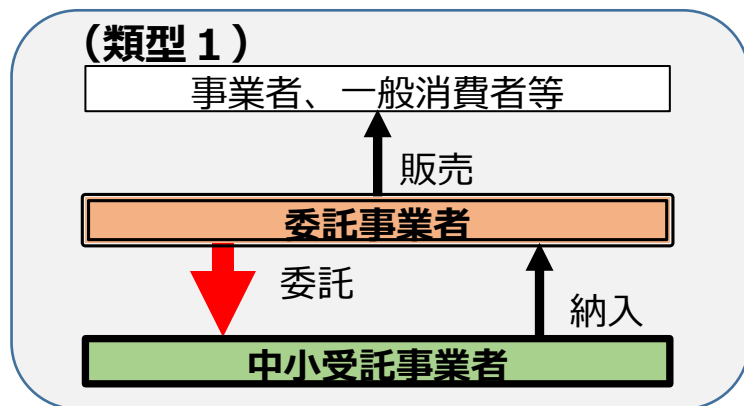 （類型１）
事業者、一般消費者等
販売
委託事業者
委託
納入
中小受託事業者